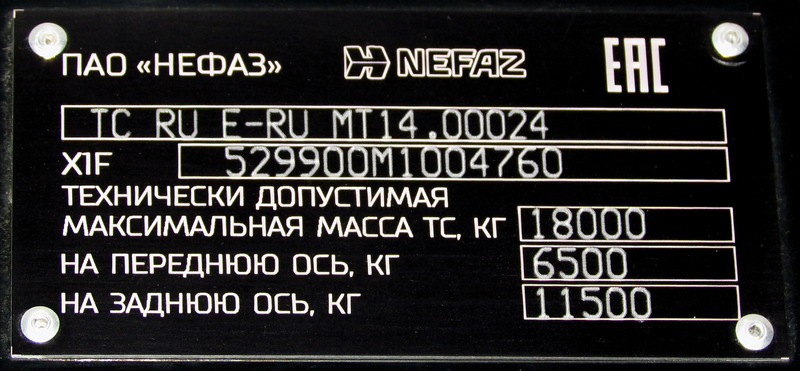 ПАО «НЕФАЗ» NEFAZ EAC
TC RU E-RU MT14.00024
X1F 529900M1004760
ТЕХНИЧЕСКИ ДОПУСТИМАЯ
МАКСИМАЛЬНАЯ МАССА ТС, КГ 18000
НА ПЕРЕДНЮЮ ОСЬ, КГ 6500
НА ЗАДНЮЮ ОСЬ, КГ 11500